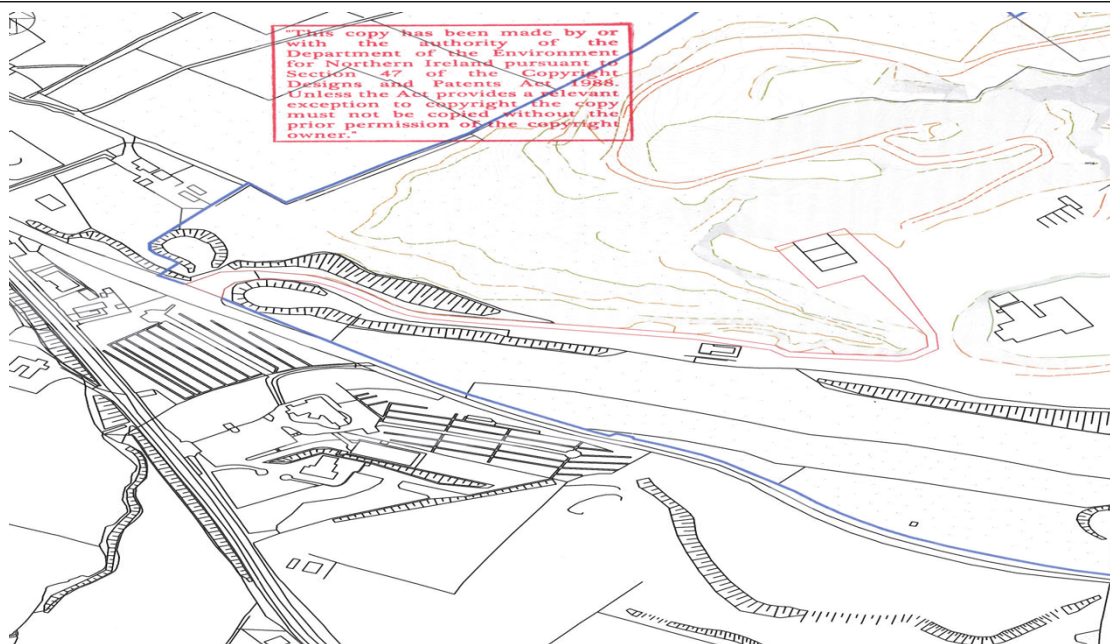 "This copy has been made by or
with the authority of the
Department of the Environment
for Northern Ireland pursuant to
Section 47 of the Copyright
Designs and Patents Act 1988.
Unless the Act provides a relevant
exception to copyright the copy
must not be copied without the
prior permission of the copyright
owner."